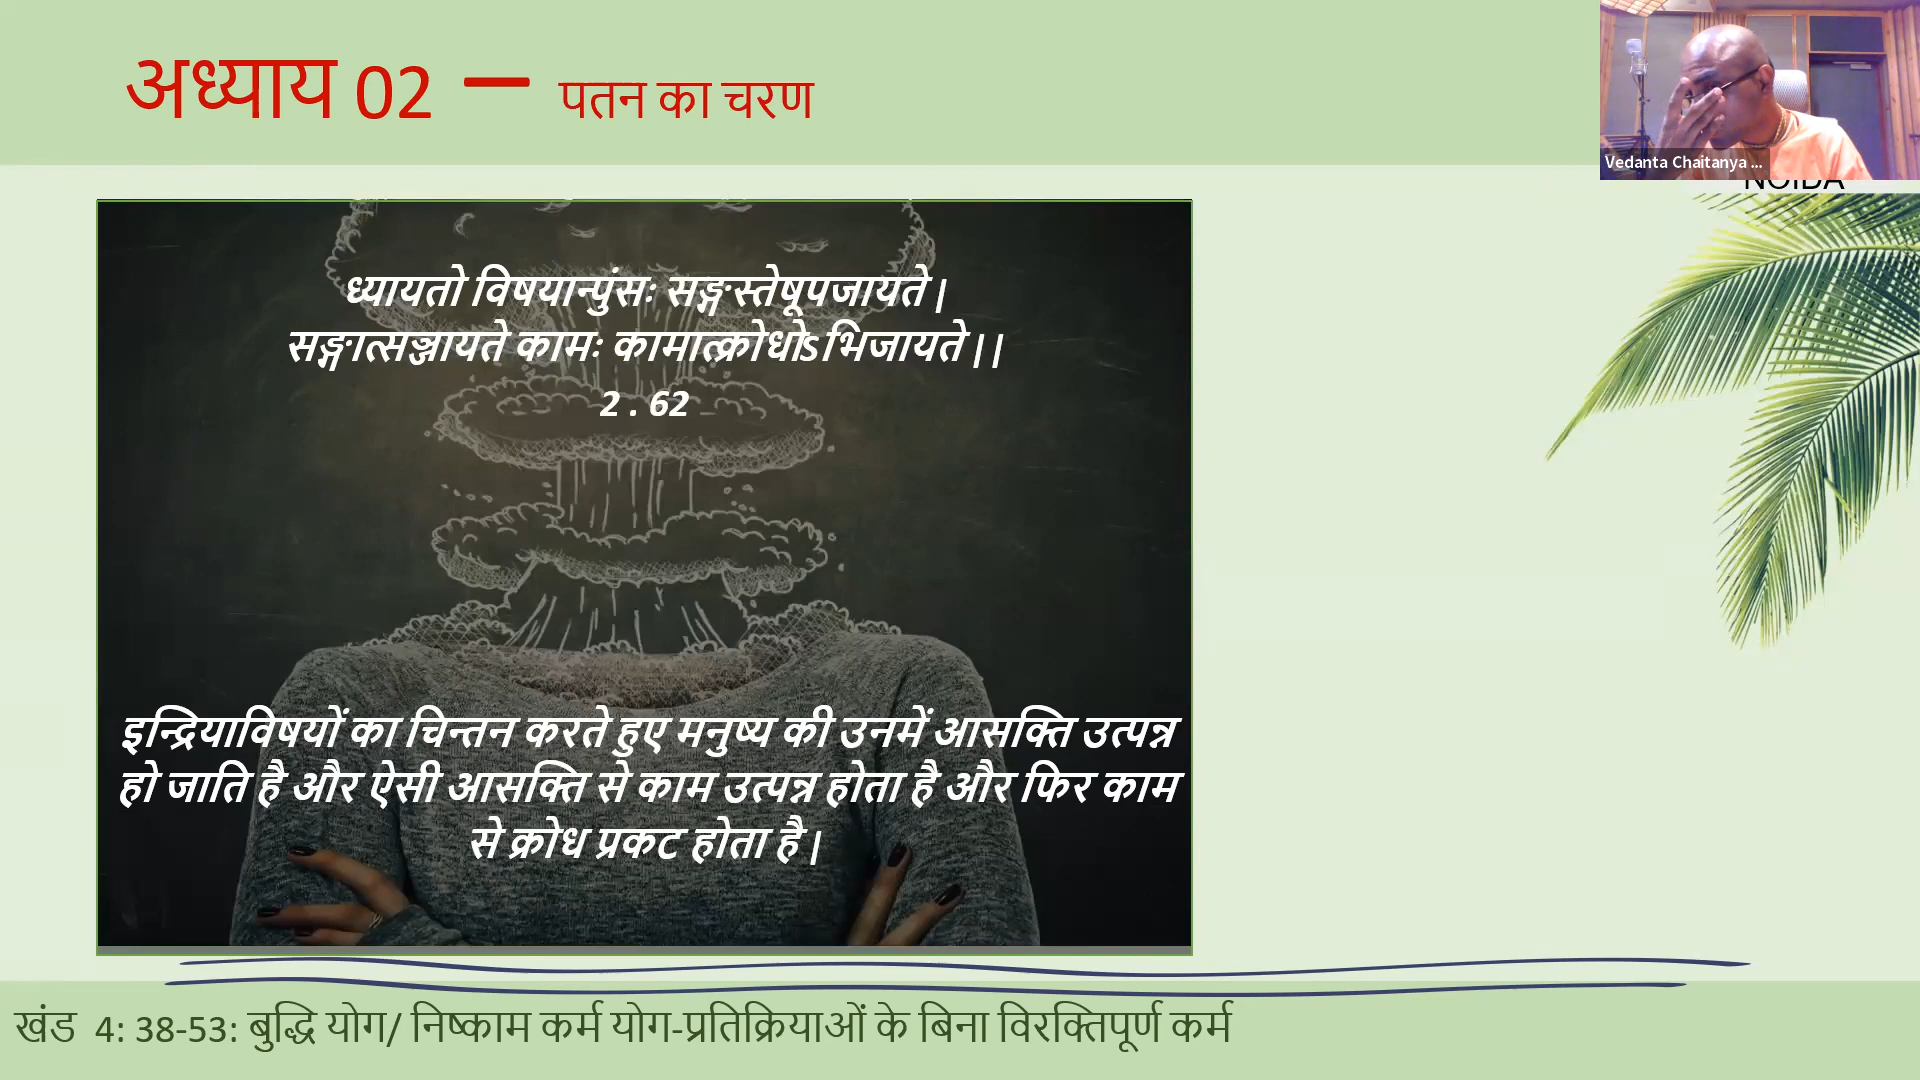 अध्याय 02 – पतन का चरण
Vedanta Chaitanya ...
NOIDA
ध्यायतो विषयान्पुंसः सङ्गस्तेषूपजायते |
सङ्गात्सञ्जायते कामः कामात्क्रोधोऽभिजायते ||
2 . 62
इन्द्रियाविषयों का चिन्तन करते हुए मनुष्य की उनमें आसक्ति उत्पन्न
हो जाति है और ऐसी आसक्ति से काम उत्पन्न होता है और फिर काम
से क्रोध प्रकट होता है |
खंड 4: 38-53: बुद्धि योग/ निष्काम कर्म योग-प्रतिक्रियाओं के बिना विरक्तिपूर्ण कर्म